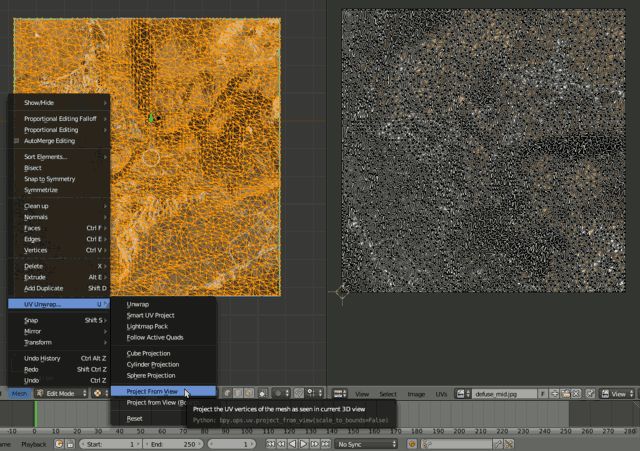 Show/Hide
Proportional Editing Falloff
Proportional Editing
AutoMerge Editing
Sort Elements...
Bisect
Snap to Symmetry
Symmetrize
Clean up
Normals
Faces Ctrl F
Edges Ctrl E
Vertices Ctrl V
Delete X
Extrude Alt E
Add Duplicate Shift D
UV Unwrap... U
Snap Shift S
Mirror
Transform
Undo History Ctrl Alt Z
Redo Shift Ctrl Z
Undo Ctrl Z
Unwrap
Smart UV Project
Lightmap Pack
Follow Active Quads
Cube Projection
Cylinder Projection
Sphere Projection
Project From View
Project from View (Bo
Reset
Project the UV vertices of the mesh as seen in current 3D view
Python: bpy.ops.uv.project_from_view(scale_to_bounds=False)
Mesh Edit Mode
View Select Image UVs defuse_mid.jpg F View
0 10 20 30 40 50 60 70 80 90 100 110 120 130 140 150 160 170 180 190 200 210 220 230 240 250 260 270 280
ame Playback Start: 1 End: 250 1 No Sync